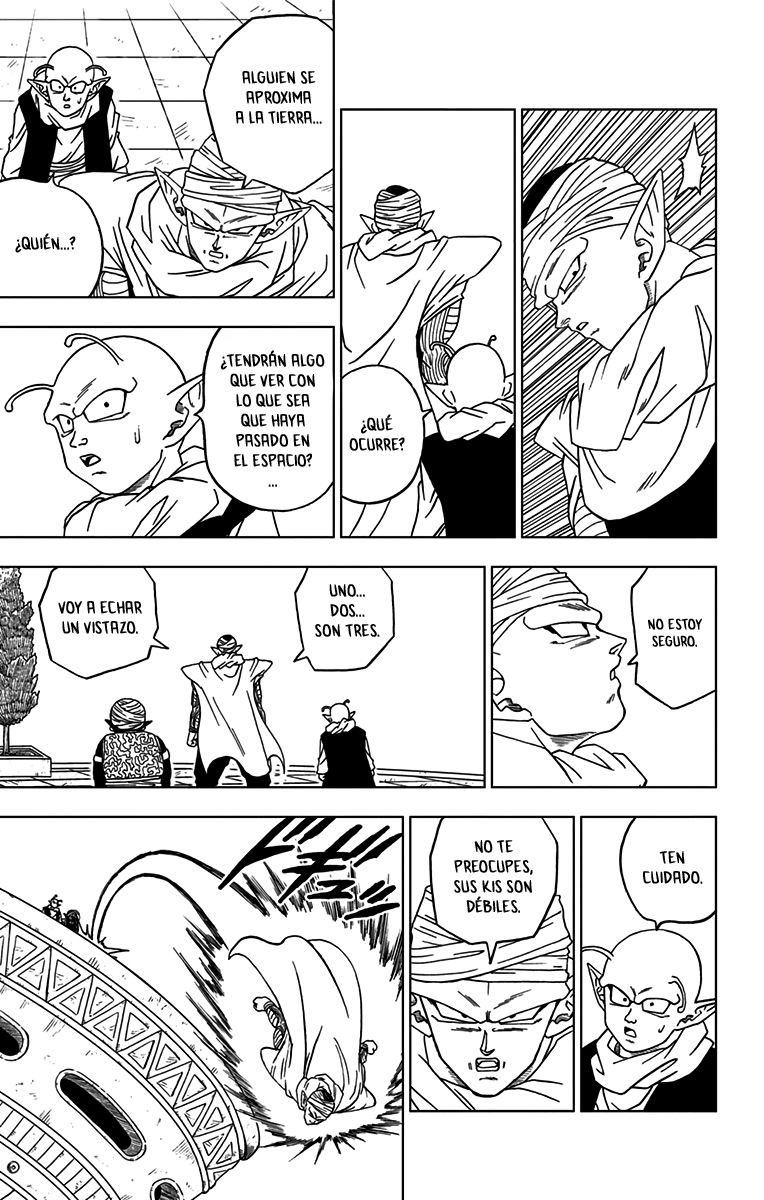 ¿QUÉ
OCURRE?
ALGUIEN SE
APROXIMA
A LA TIERRA...
¿QUIÉN...?
¿TENDRÁN ALGO
QUE VER CON
LO QUE SEA
QUE HAYA
PASADO EN
EL ESPACIO?
...
NO ESTOY
SEGURO.
UNO...
DOS...
SON TRES.
VOY A ECHAR
UN VISTAZO.
TEN
CUIDADO.
NO TE
PREOCUPES,
SUS KIS SON
DÉBILES.